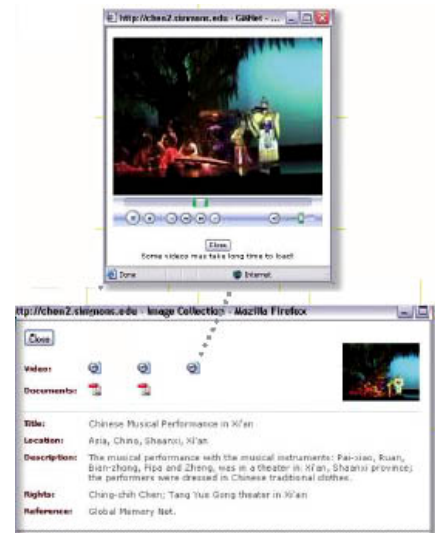 http://chen2.simmons.edu - GMNet - ...
Close
Some videos may take long time to load!
Done
Internet
ttp://chen2.simmons.edu - Image Collection - Mozilla Firefox
Close
Video:
Documents:
Title: Chinese Musical Performance in Xi'an
Location: Asia, China, Shaanxi, Xi'an
Description: The musical performance with the musical instruments: Pai-xiao, Ruan,
Bian-zhong, Pipa and Zheng, was in a theater in Xi'an, Shaanxi province;
the performers were dressed in Chinese traditional clothes.
Rights: Ching-chih Chen; Tang Yue Gong theater in Xi'an
Reference: Global Memory Net.